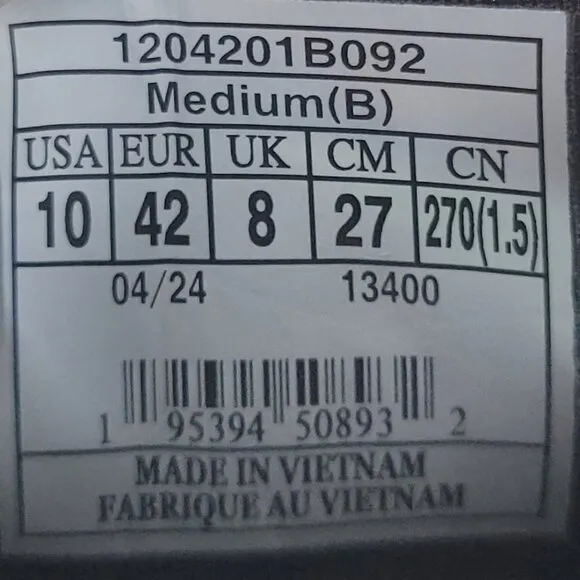 1204201B092
Medium(B)
USA EUR UK CM CN
10 42 8 27 270(1.5)
04/24 13400
1 95394 50893 2
MADE IN VIETNAM
FABRIQUE AU VIETNAM